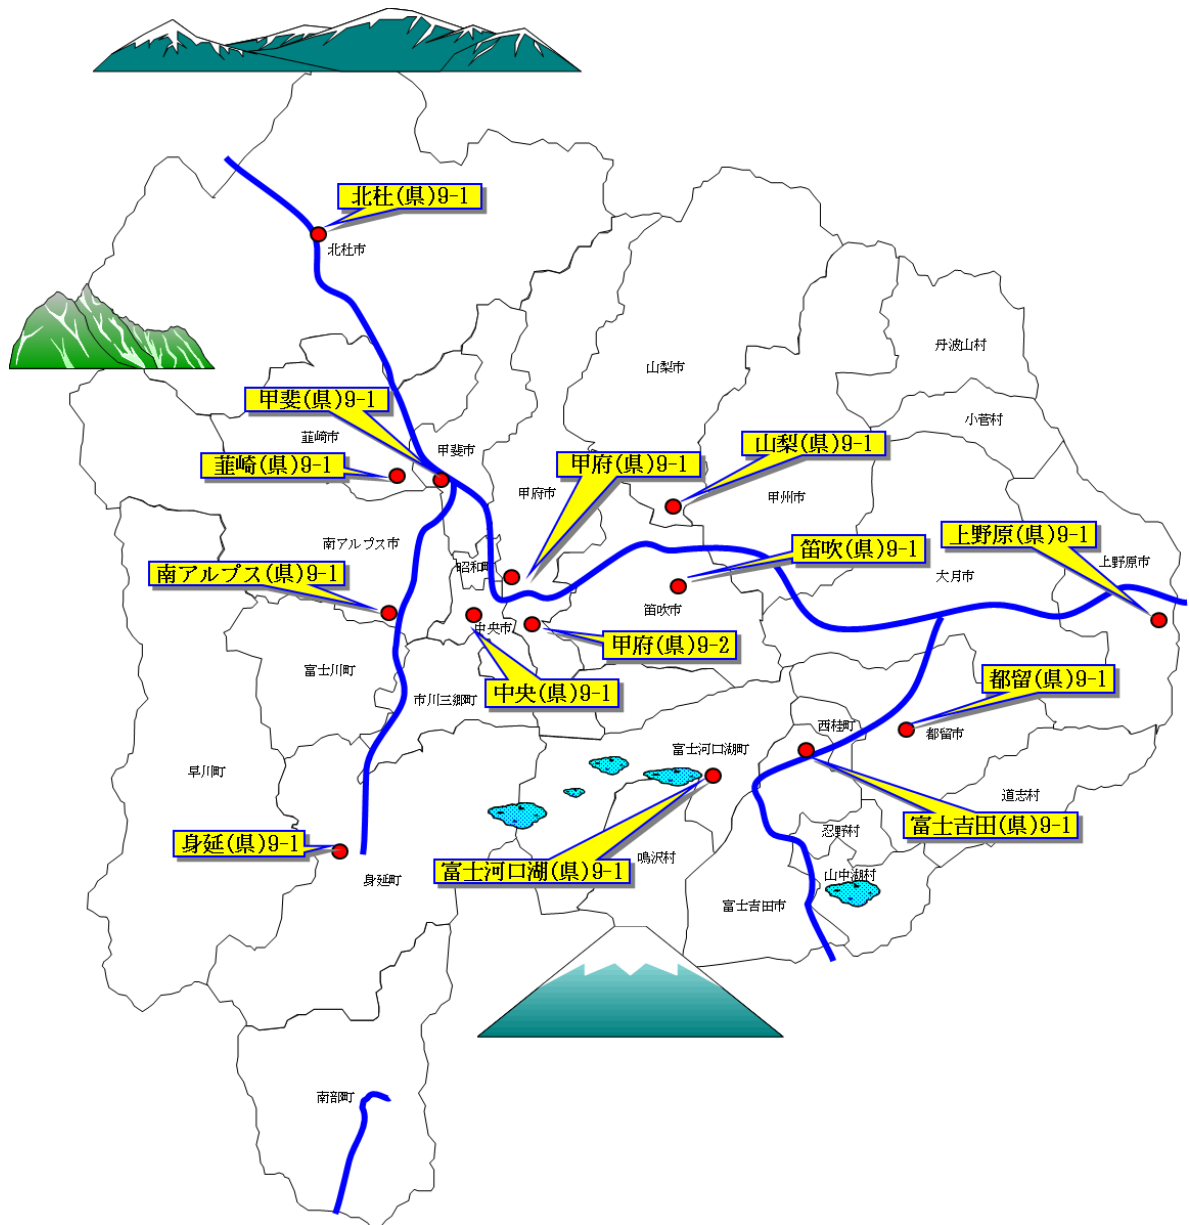 北杜(県)9-1
北杜市
丹波山村
山梨市
甲斐(県)9-1
小菅村
韮崎市
甲斐市
山梨(県)9-1
韮崎(県)9-1
甲府(県)9-1
甲府市
甲州市
上野原(県)9-1
南アルプス市
笛吹(県)9-1
上野原市
昭和町
南アルプス(県)9-1
大月市
笛吹市
中央市
甲府(県)9-2
富士川町
都留(県)9-1
市川三郷町
中央(県)9-1
西桂町
都留市
富士河口湖町
早川町
道志村
富士吉田(県)9-1
忍野村
身延(県)9-1
鳴沢村
富士河口湖(県)9-1
山中湖村
身延町
富士吉田市
南部町